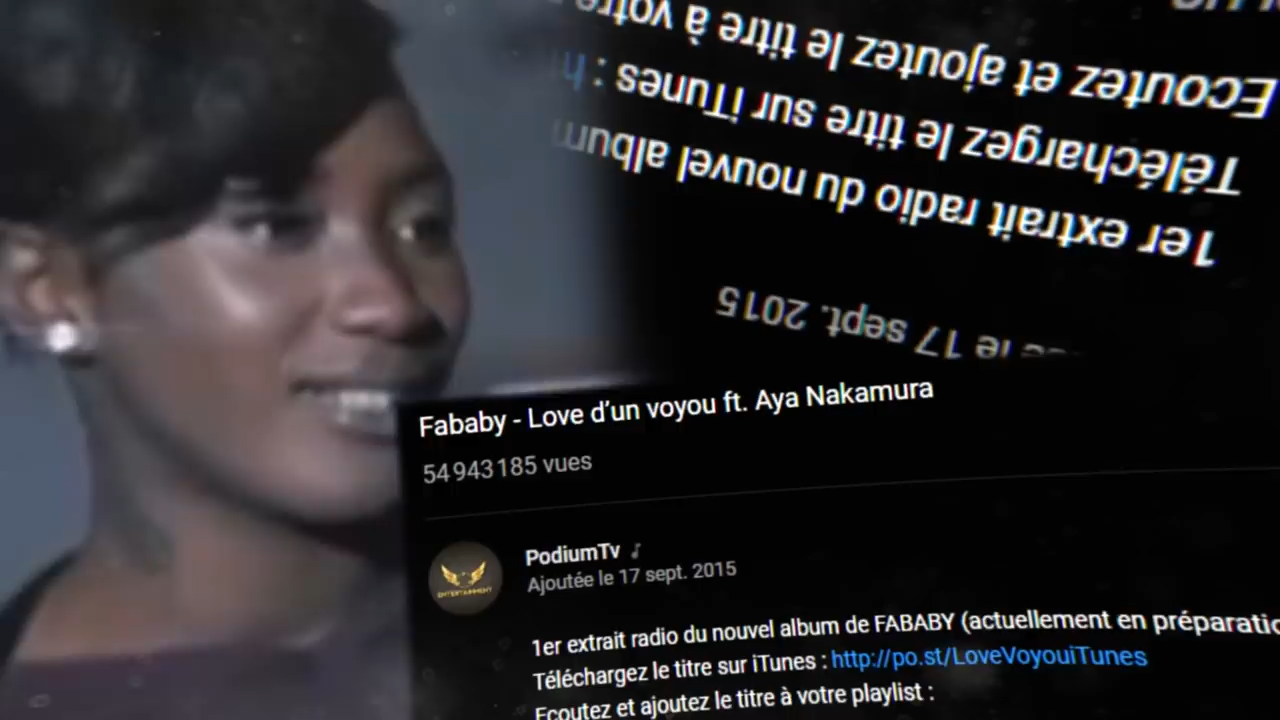 Ecoutez et ajoutez le titre à votre
Téléchargez le titre sur iTunes : h
1er extrait radio du nouvel album
le 17 sept. 2015
Fababy - Love d'un voyou ft. Aya Nakamura
54 943 185 vues
PodiumTv
Ajoutée le 17 sept. 2015
ENTERTAINMENT
1er extrait radio du nouvel album de FABABY (actuellement en préparatio
Téléchargez le titre sur iTunes : http://po.st/LoveVoyouiTunes
Ecoutez et ajoutez le titre à votre playlist :